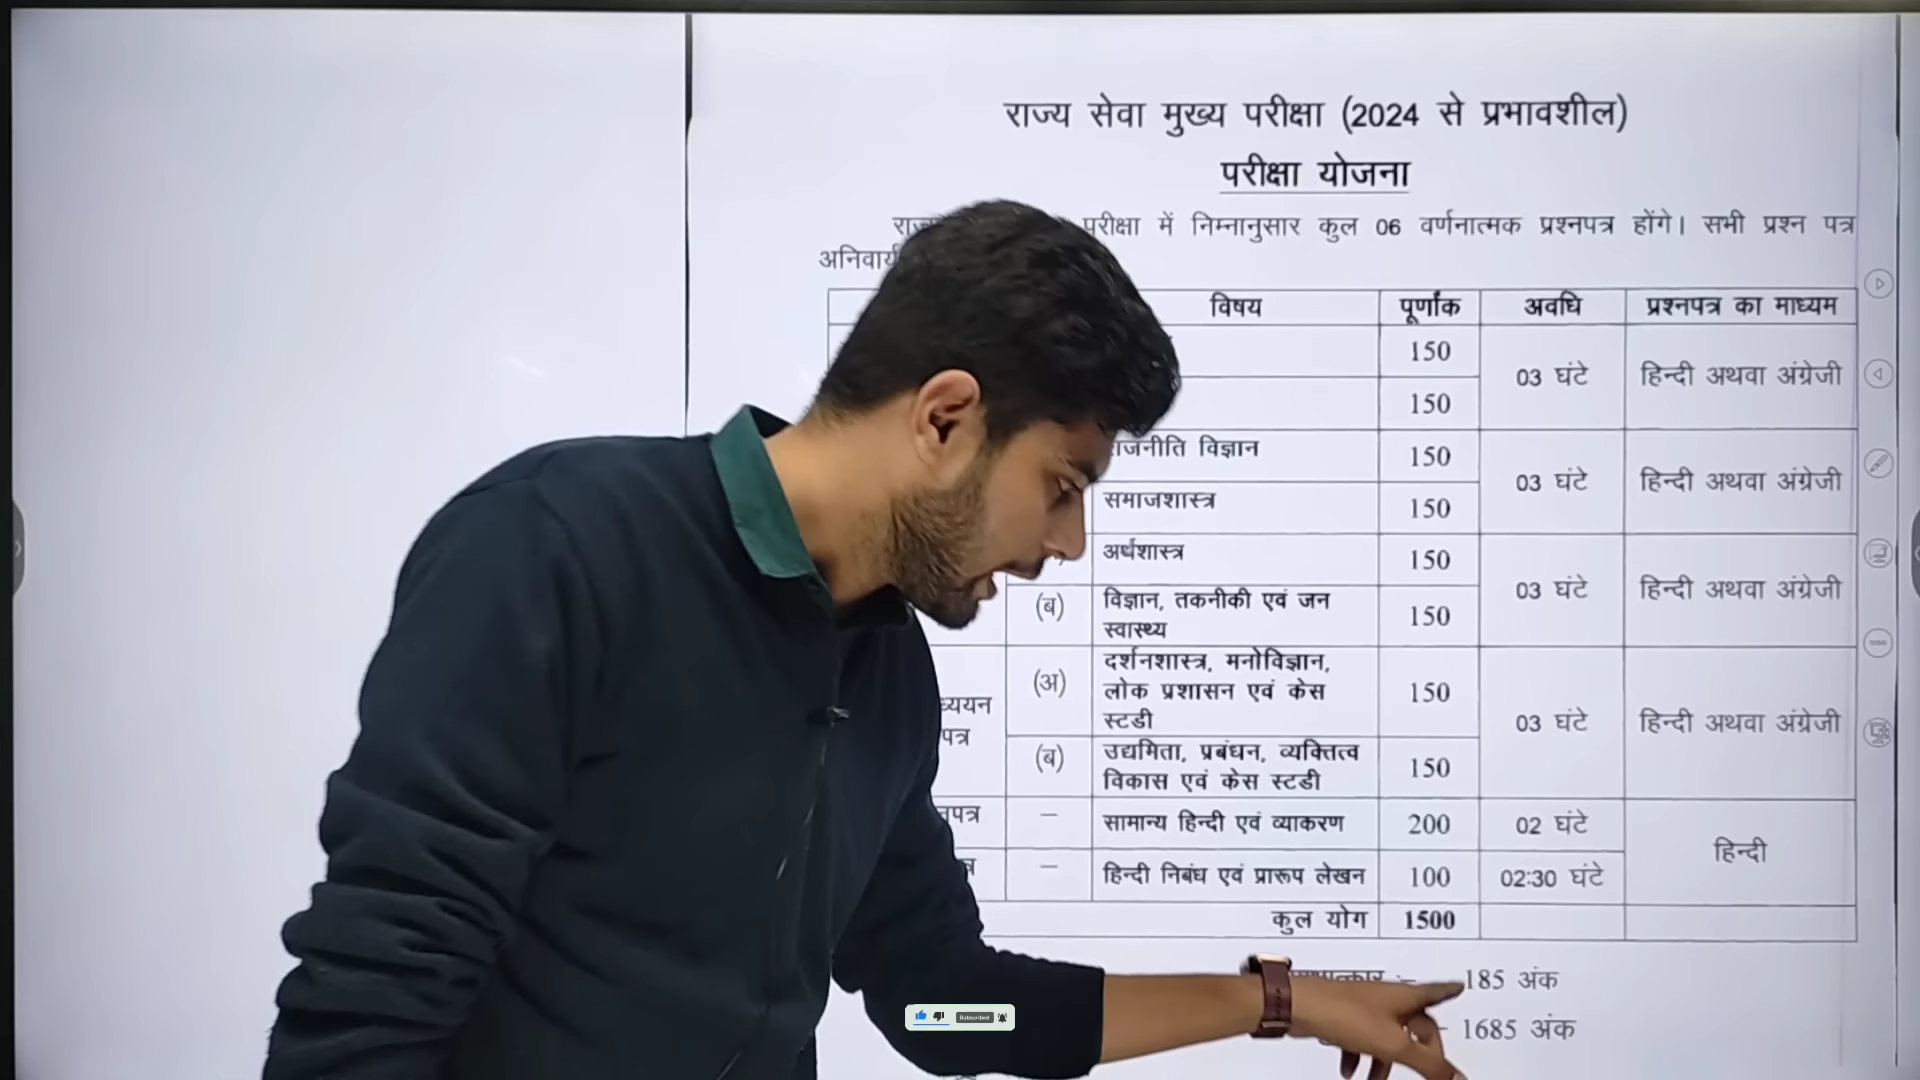 राज्य सेवा मुख्य परीक्षा (2024 से प्रभावशील)
परीक्षा योजना
परीक्षा में निम्नानुसार कुल 06 वर्णनात्मक प्रश्नपत्र होंगे। सभी प्रश्न पत्र
विषय पूर्णांक अवधि प्रश्नपत्र का माध्यम
150 03 घंटे हिन्दी अथवा अंग्रेजी
150
विज्ञान 150 03 घंटे हिन्दी अथवा अंग्रेजी
समाजशास्त्र 150
अर्थशास्त्र 150 03 घंटे हिन्दी अथवा अंग्रेजी
(ब) विज्ञान, तकनीकी एवं जन
स्वास्थ्य 150
(अ) दर्शनशास्त्र, मनोविज्ञान,
लोक प्रशासन एवं केस
स्टडी 150 03 घंटे हिन्दी अथवा अंग्रेजी
(ब) उद्यमिता, प्रबंधन, व्यक्तित्व
विकास एवं केस स्टडी 150
— सामान्य हिन्दी एवं व्याकरण 200 02 घंटे हिन्दी
— हिन्दी निबंध एवं प्रारूप लेखन 100 02:30 घंटे
कुल योग 1500
185 अंक
1685 अंक
Subscribed